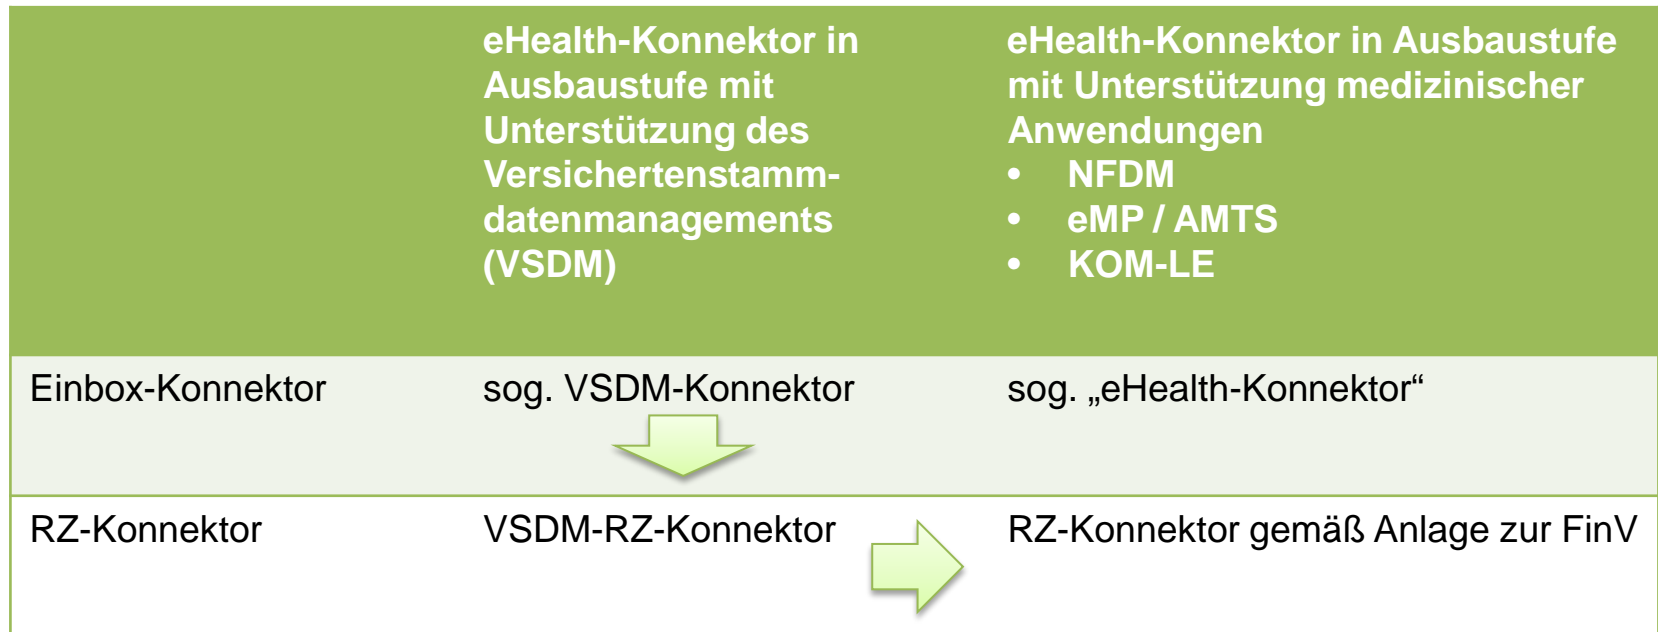 eHealth-Konnektor in
Ausbaustufe mit
Unterstützung des
Versichertenstamm-
datenmanagements
(VSDM)
eHealth-Konnektor in Ausbaustufe
mit Unterstützung medizinischer
Anwendungen
• NFDM
• eMP / AMTS
• KOM-LE
Einbox-Konnektor
sog. VSDM-Konnektor
sog. „eHealth-Konnektor“
RZ-Konnektor
VSDM-RZ-Konnektor
RZ-Konnektor gemäß Anlage zur FinV